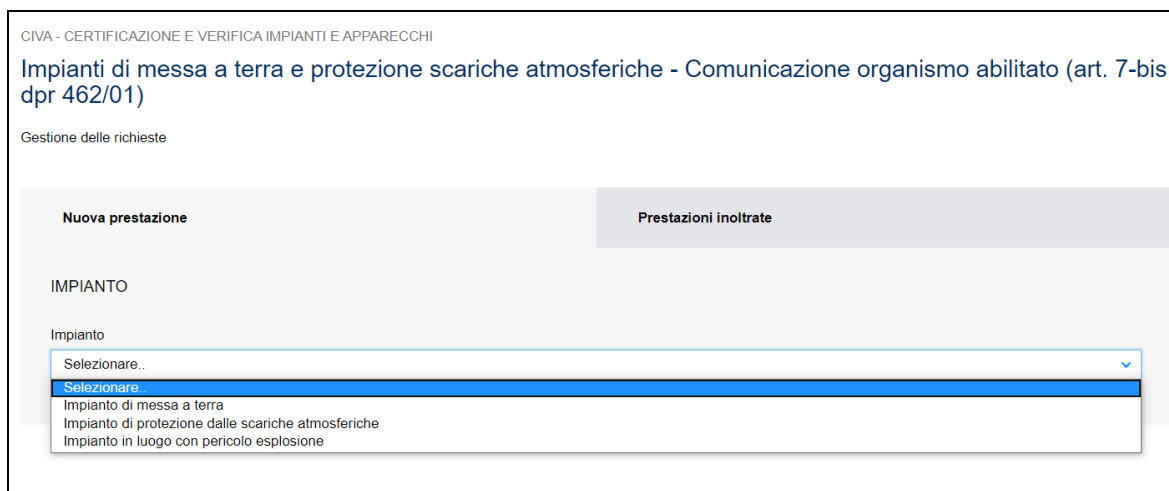 CIVA - CERTIFICAZIONE E VERIFICA IMPIANTI E APPARECCHI
Impianti di messa a terra e protezione scariche atmosferiche - Comunicazione organismo abilitato (art. 7-bis
dpr 462/01)
Gestione delle richieste
Nuova prestazione
Prestazioni inoltrate
IMPIANTO
Impianto
Selezionare..
Selezionare..
Impianto di messa a terra
Impianto di protezione dalle scariche atmosferiche
Impianto in luogo con pericolo esplosione